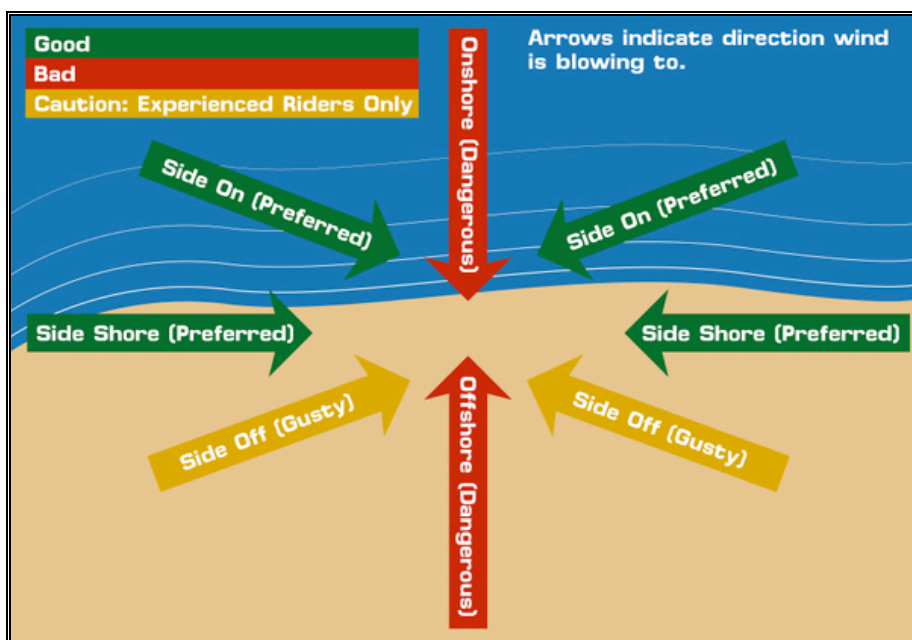 Good
Bad
Caution: Experienced Riders Only
Arrows indicate direction wind
is blowing to.
Onshore (Dangerous)
Side On (Preferred)
Side On (Preferred)
Side Shore (Preferred)
Side Shore (Preferred)
Side Off (Gusty)
Side Off (Gusty)
Offshore (Dangerous)